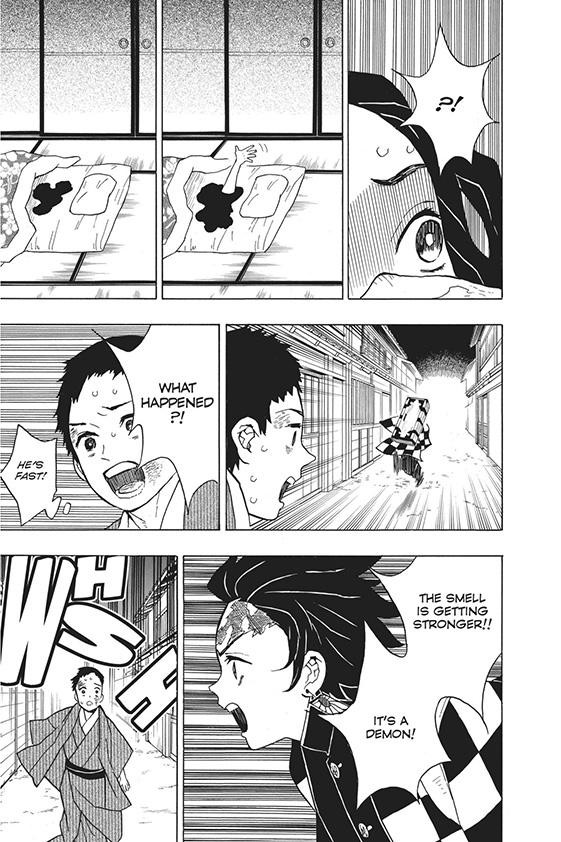 ?!
WHAT
HAPPENED
?!
HE'S
FAST!
THE SMELL
IS GETTING
STRONGER!!
IT'S A
DEMON!
WHSH